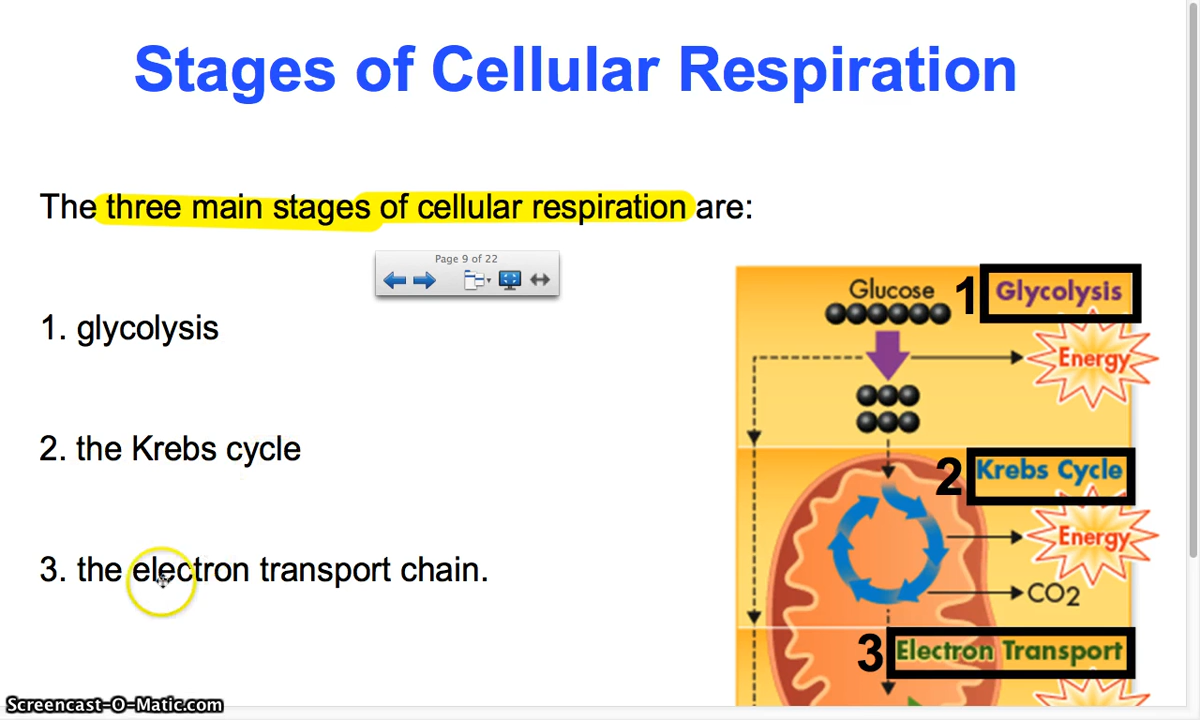 Stages of Cellular Respiration
The three main stages of cellular respiration are:
Page 9 of 22
1. glycolysis
2. the Krebs cycle
3. the electron transport chain.
Glucose
1 Glycolysis
Energy
2 Krebs Cycle
Energy
CO2
3 Electron Transport
Screencast-O-Matic.com